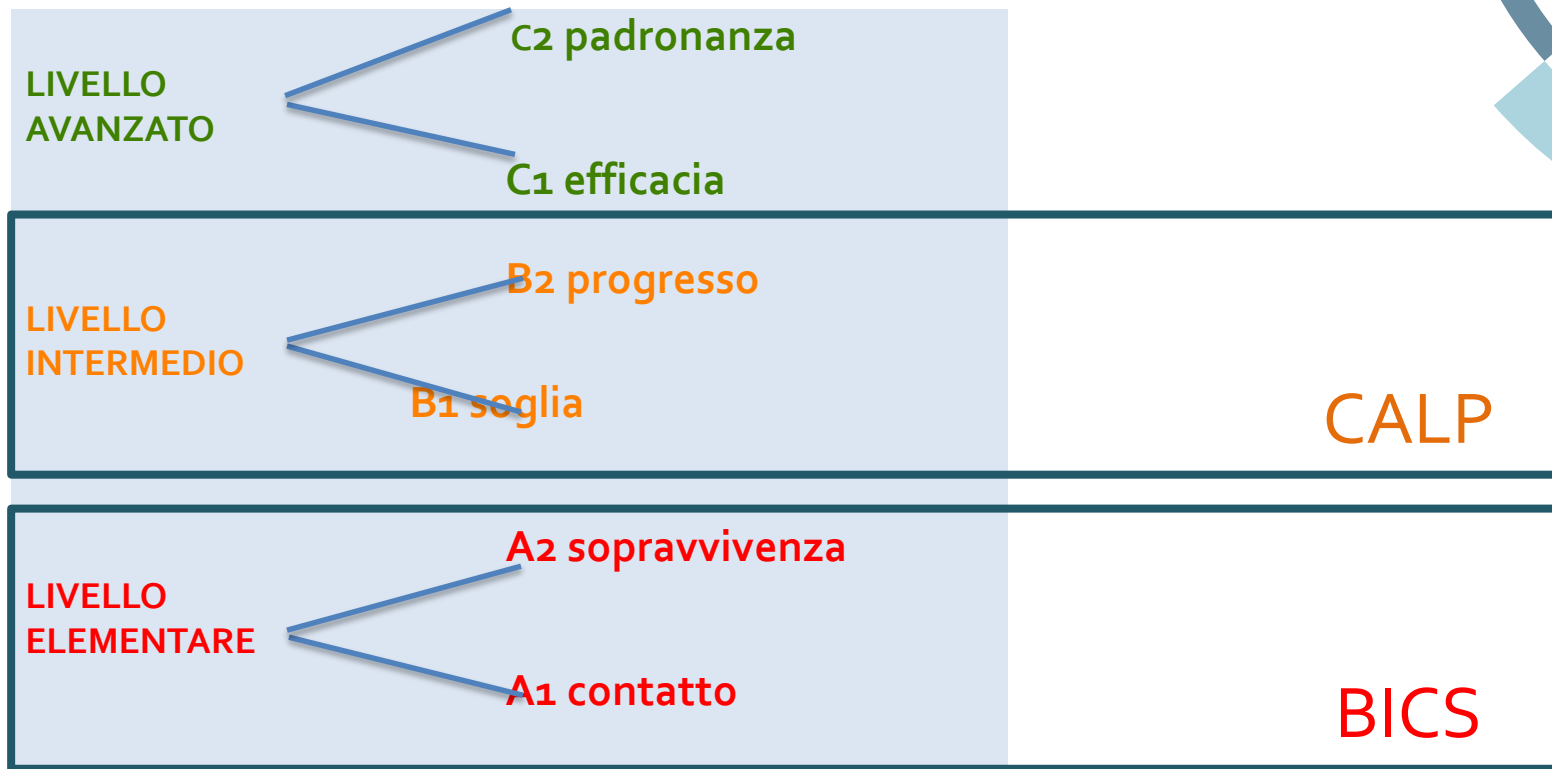 C2 padronanza
LIVELLO
AVANZATO
C1 efficacia
B2 progresso
LIVELLO
INTERMEDIO
B1 soglia
CALP
A2 sopravvivenza
LIVELLO
ELEMENTARE
A1 contatto
BICS